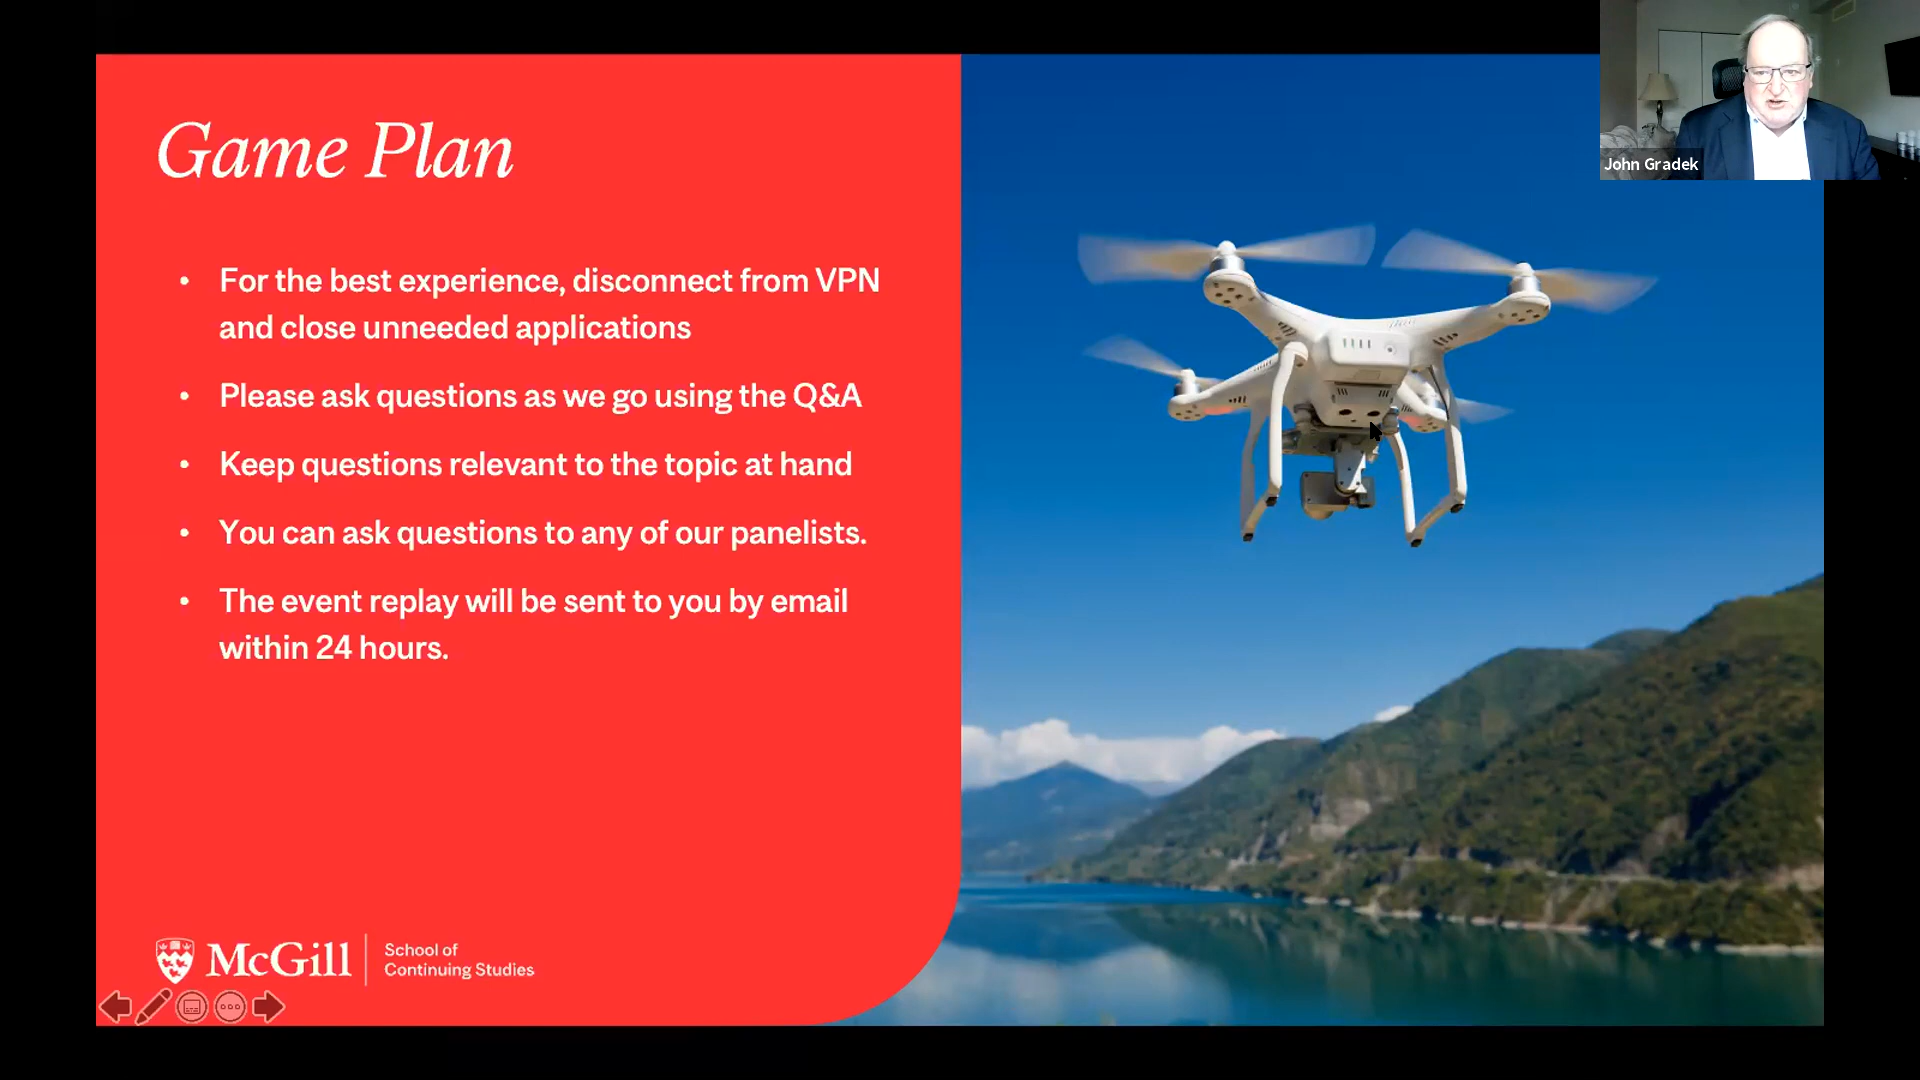 Game Plan
• For the best experience, disconnect from VPN
and close unneeded applications
• Please ask questions as we go using the Q&A
• Keep questions relevant to the topic at hand
• You can ask questions to any of our panelists.
• The event replay will be sent to you by email
within 24 hours.
McGill
School of
Continuing Studies
John Gradek